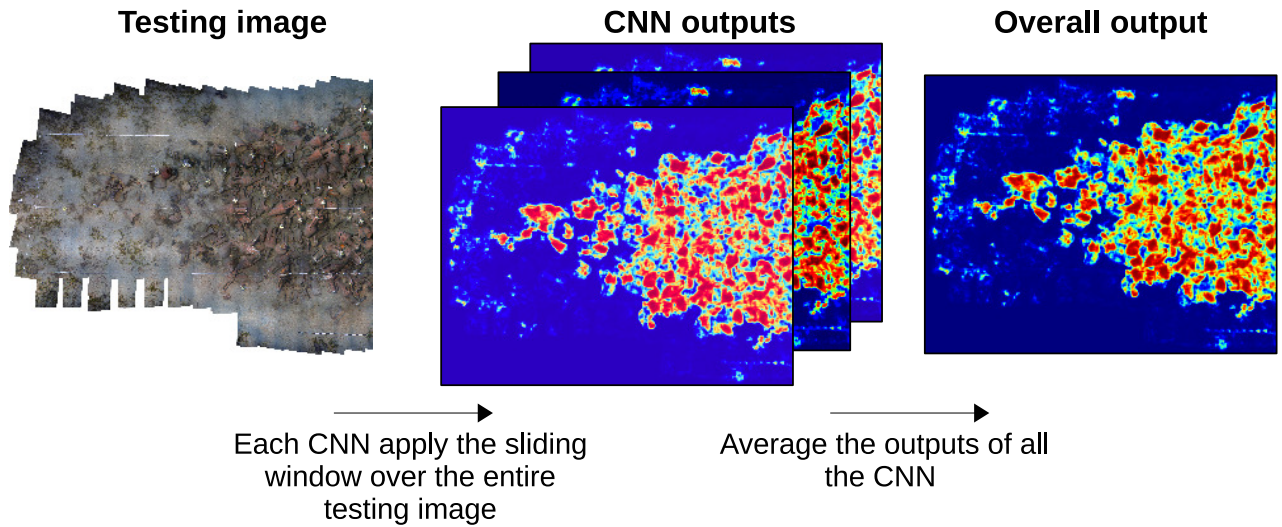 Testing image
CNN outputs
Overall output
Each CNN apply the sliding
window over the entire
testing image
Average the outputs of all
the CNN